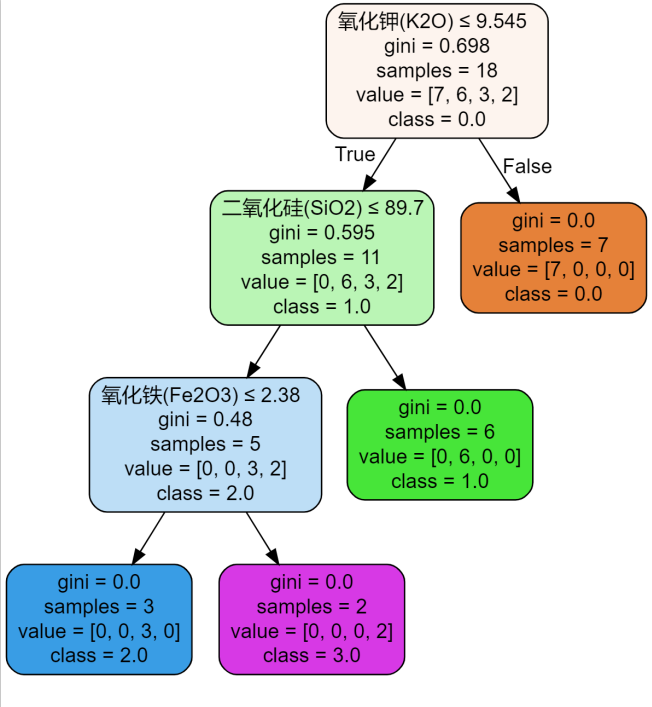 氧化钾(K2O) ≤ 9.545
gini = 0.698
samples = 18
value = [7, 6, 3, 2]
class = 0.0
True
False
二氧化硅(SiO2) ≤ 89.7
gini = 0.595
samples = 11
value = [0, 6, 3, 2]
class = 1.0
gini = 0.0
samples = 7
value = [7, 0, 0, 0]
class = 0.0
氧化铁(Fe2O3) ≤ 2.38
gini = 0.48
samples = 5
value = [0, 0, 3, 2]
class = 2.0
gini = 0.0
samples = 6
value = [0, 6, 0, 0]
class = 1.0
gini = 0.0
samples = 3
value = [0, 0, 3, 0]
class = 2.0
gini = 0.0
samples = 2
value = [0, 0, 0, 2]
class = 3.0